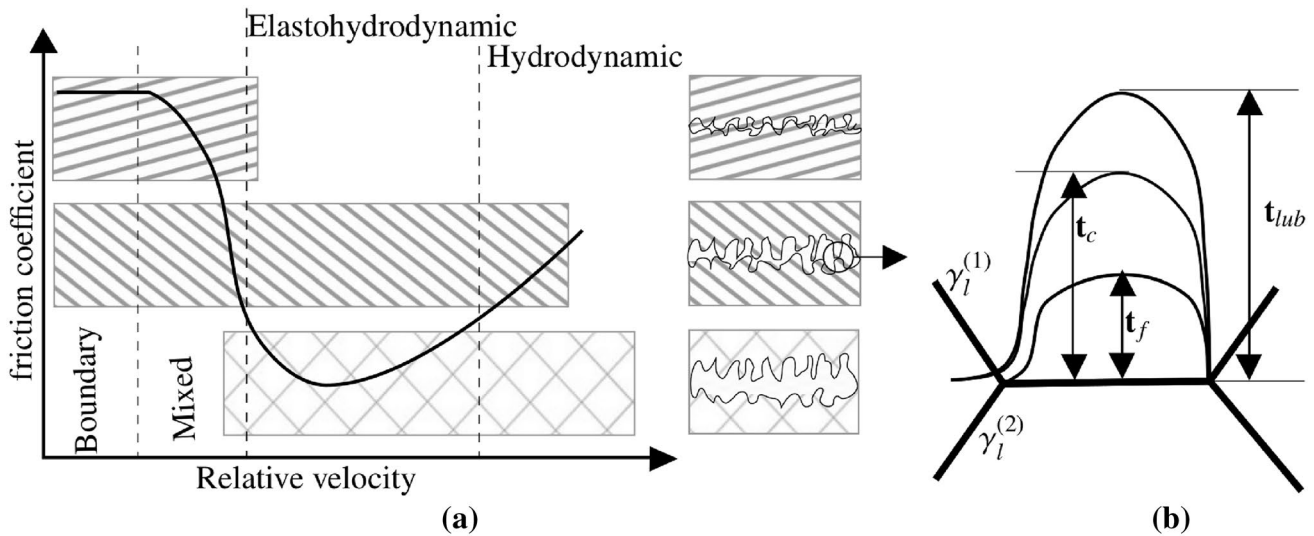 Elastohydrodynamic
Hydrodynamic
friction coefficient
Boundary
Mixed
Relative velocity
(a)
t_lub
t_c
γ_l^(1)
t_f
γ_l^(2)
(b)